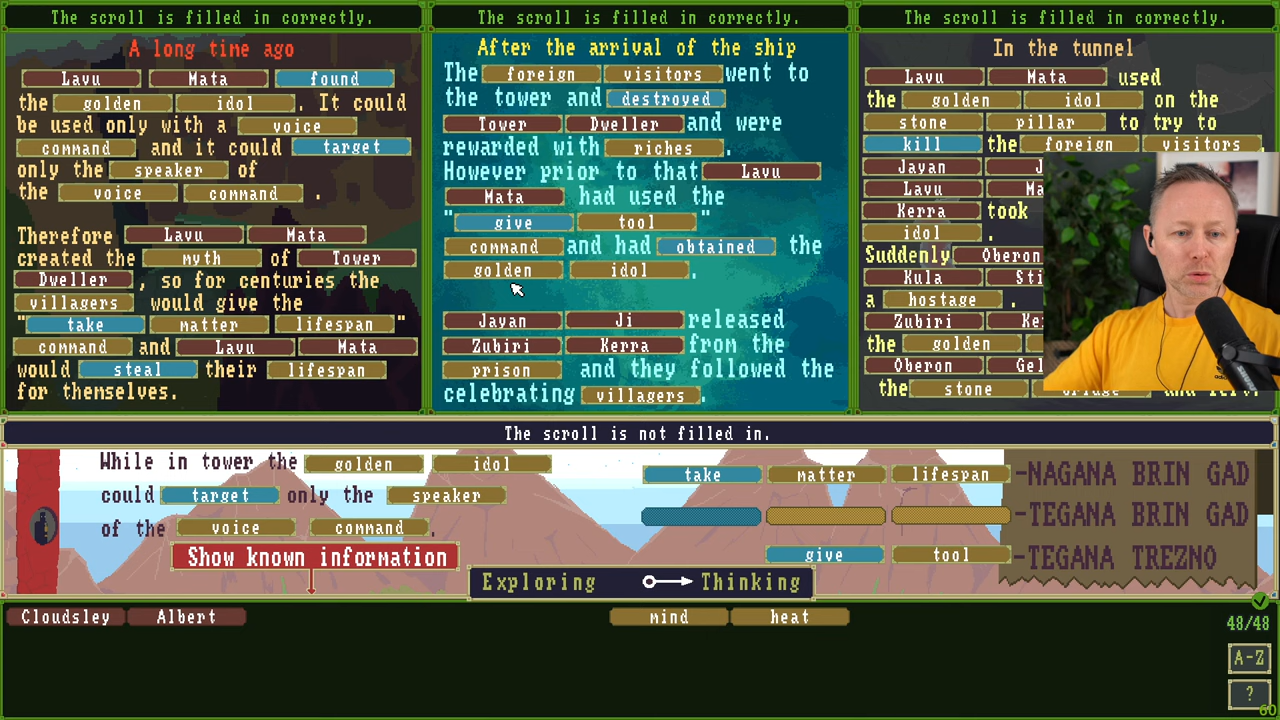 The scroll is filled in correctly.
A long time ago
Lavu Mata found
the golden idol . It could
be used only with a voice
command and it could target
only the speaker of
the voice command .
Therefore Lavu Mata
created the myth of Tower
Dweller , so for centuries the
villagers would give the
"take matter lifespan"
command and Lavu Mata
would steal their lifespan
for themselves.
The scroll is filled in correctly.
After the arrival of the ship
The foreign visitors went to
the tower and destroyed
Tower Dweller and were
rewarded with riches .
However prior to that Lavu
Mata had used the
"give tool"
command and had obtained the
golden idol .
Jayan Ji released
Zubiri Kerra from the
prison and they followed the
celebrating villagers .
The scroll is filled in correctly.
In the tunnel
Lavu Mata used
the golden idol on the
stone pillar to try to
kill the foreign visitors .
Jayan J
Lavu Ma
Kerra took
idol .
Suddenly Oberon
Kula Sti
a hostage .
Zubiri Ke
the golden
Oberon Gel
the stone
The scroll is not filled in.
While in tower the golden idol
could target only the speaker
of the voice command .
Show known information
take matter lifespan -NAGANA BRIN GAD
-TEGANA BRIN GAD
give tool -TEGANA TREZNO
Exploring Thinking
Cloudsley Albert mind heat
48/48
A-Z
?
60